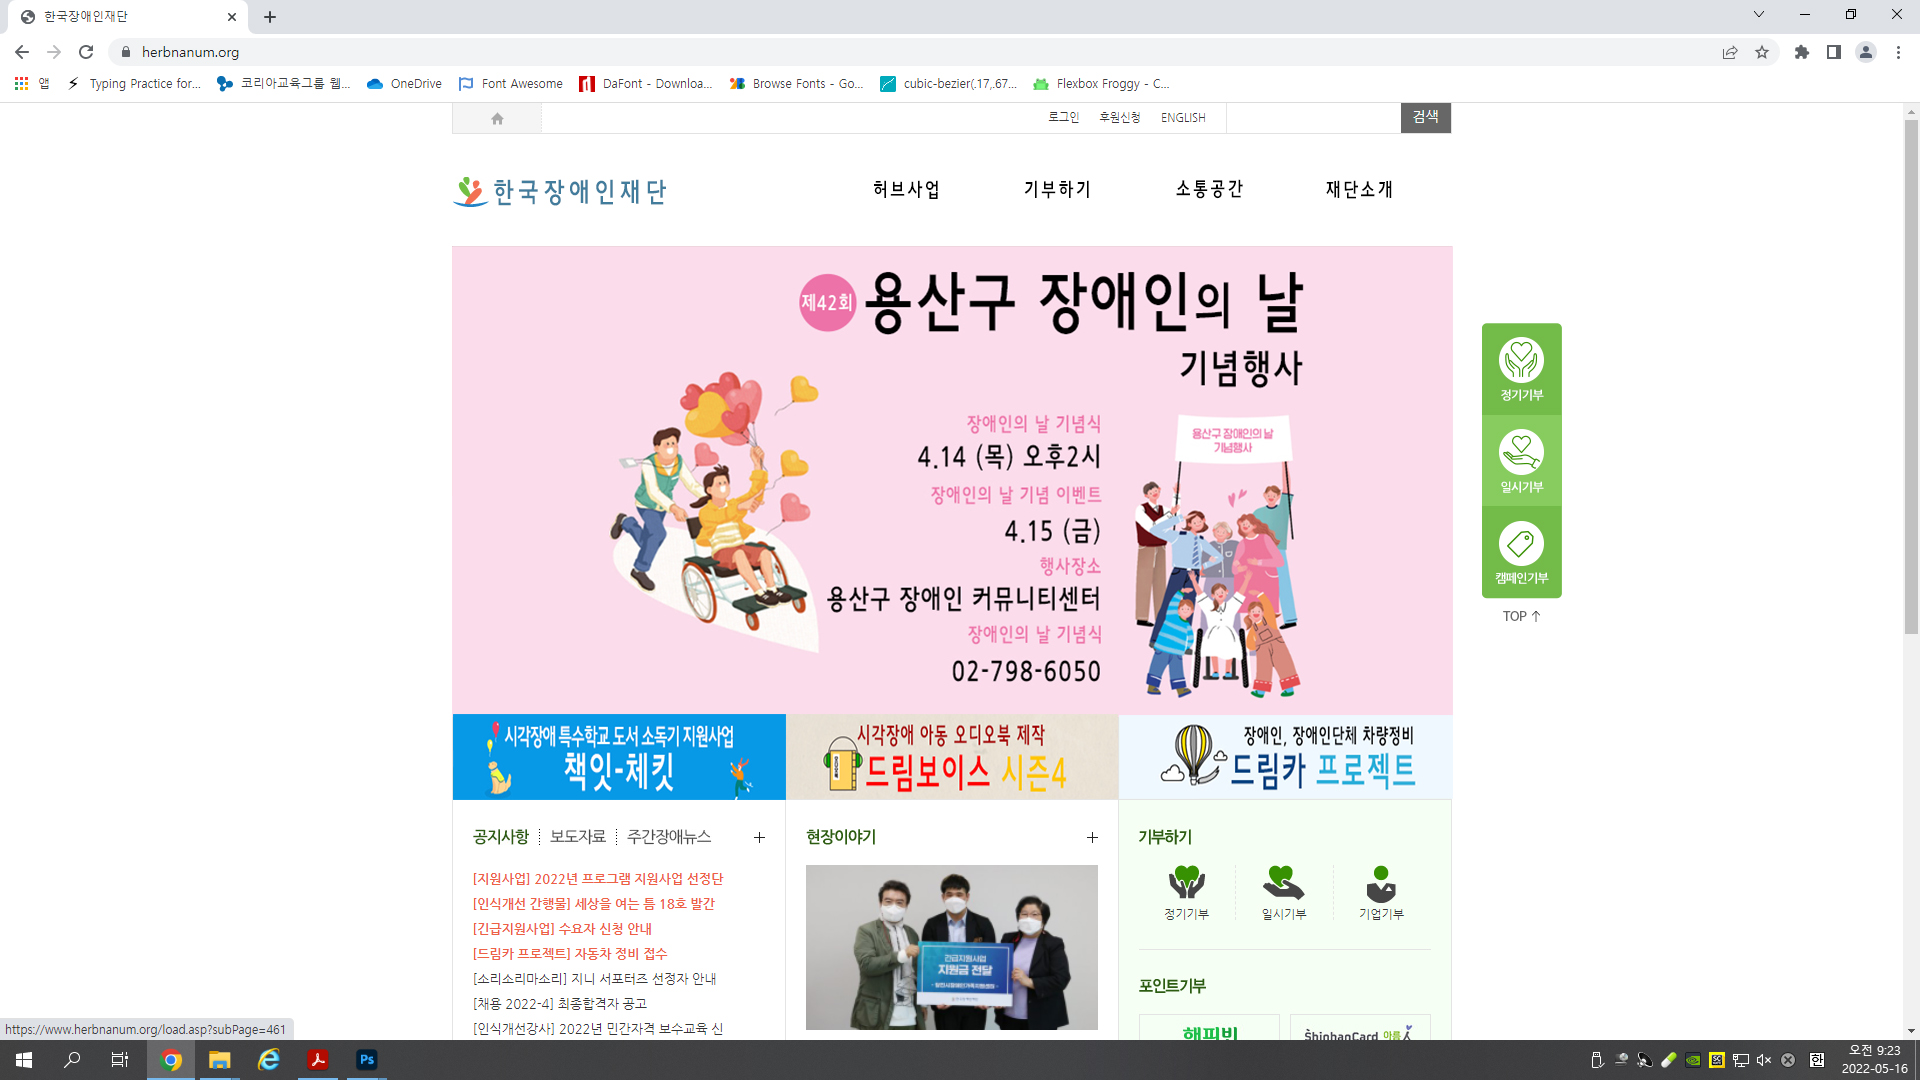 한국장애인재단
herbnanum.org
앱
Typing Practice for...
코리아교육그룹 웹...
OneDrive
Font Awesome
DaFont - Downloa...
Browse Fonts - Go...
cubic-bezier(.17,.67...
Flexbox Froggy - C...
로그인
후원신청
ENGLISH
검색
한국장애인재단
허브사업
기부하기
소통공간
재단소개
제42회
용산구 장애인의 날
기념행사
장애인의 날 기념식
4.14 (목) 오후2시
장애인의 날 기념 이벤트
4.15 (금)
행사장소
용산구 장애인 커뮤니티센터
장애인의 날 기념식
02-798-6050
용산구 장애인의 날
기념행사
정기기부
일시기부
캠페인기부
TOP ↑
시각장애 특수학교 도서 소독기 지원사업
책잇-체킷
시각장애 아동 오디오북 제작
드림보이스 시즌4
장애인, 장애인단체 차량정비
드림카 프로젝트
공지사항
보도자료
주간장애뉴스
[지원사업] 2022년 프로그램 지원사업 선정단
[인식개선 간행물] 세상을 여는 틈 18호 발간
[긴급지원사업] 수요자 신청 안내
[드림카 프로젝트] 자동차 정비 접수
[소리소리마소리] 지니 서포터즈 선정자 안내
[채용 2022-4] 최종합격자 공고
[인식개선강사] 2022년 민간자격 보수교육 신
현장이야기
긴급지원사업
지원금 전달
기부하기
정기기부
일시기부
기업기부
포인트기부
해피빈
ShinhanCard 아름人
https://www.herbnanum.org/load.asp?subPage=461
Ps
한
오전 9:23
2022-05-16